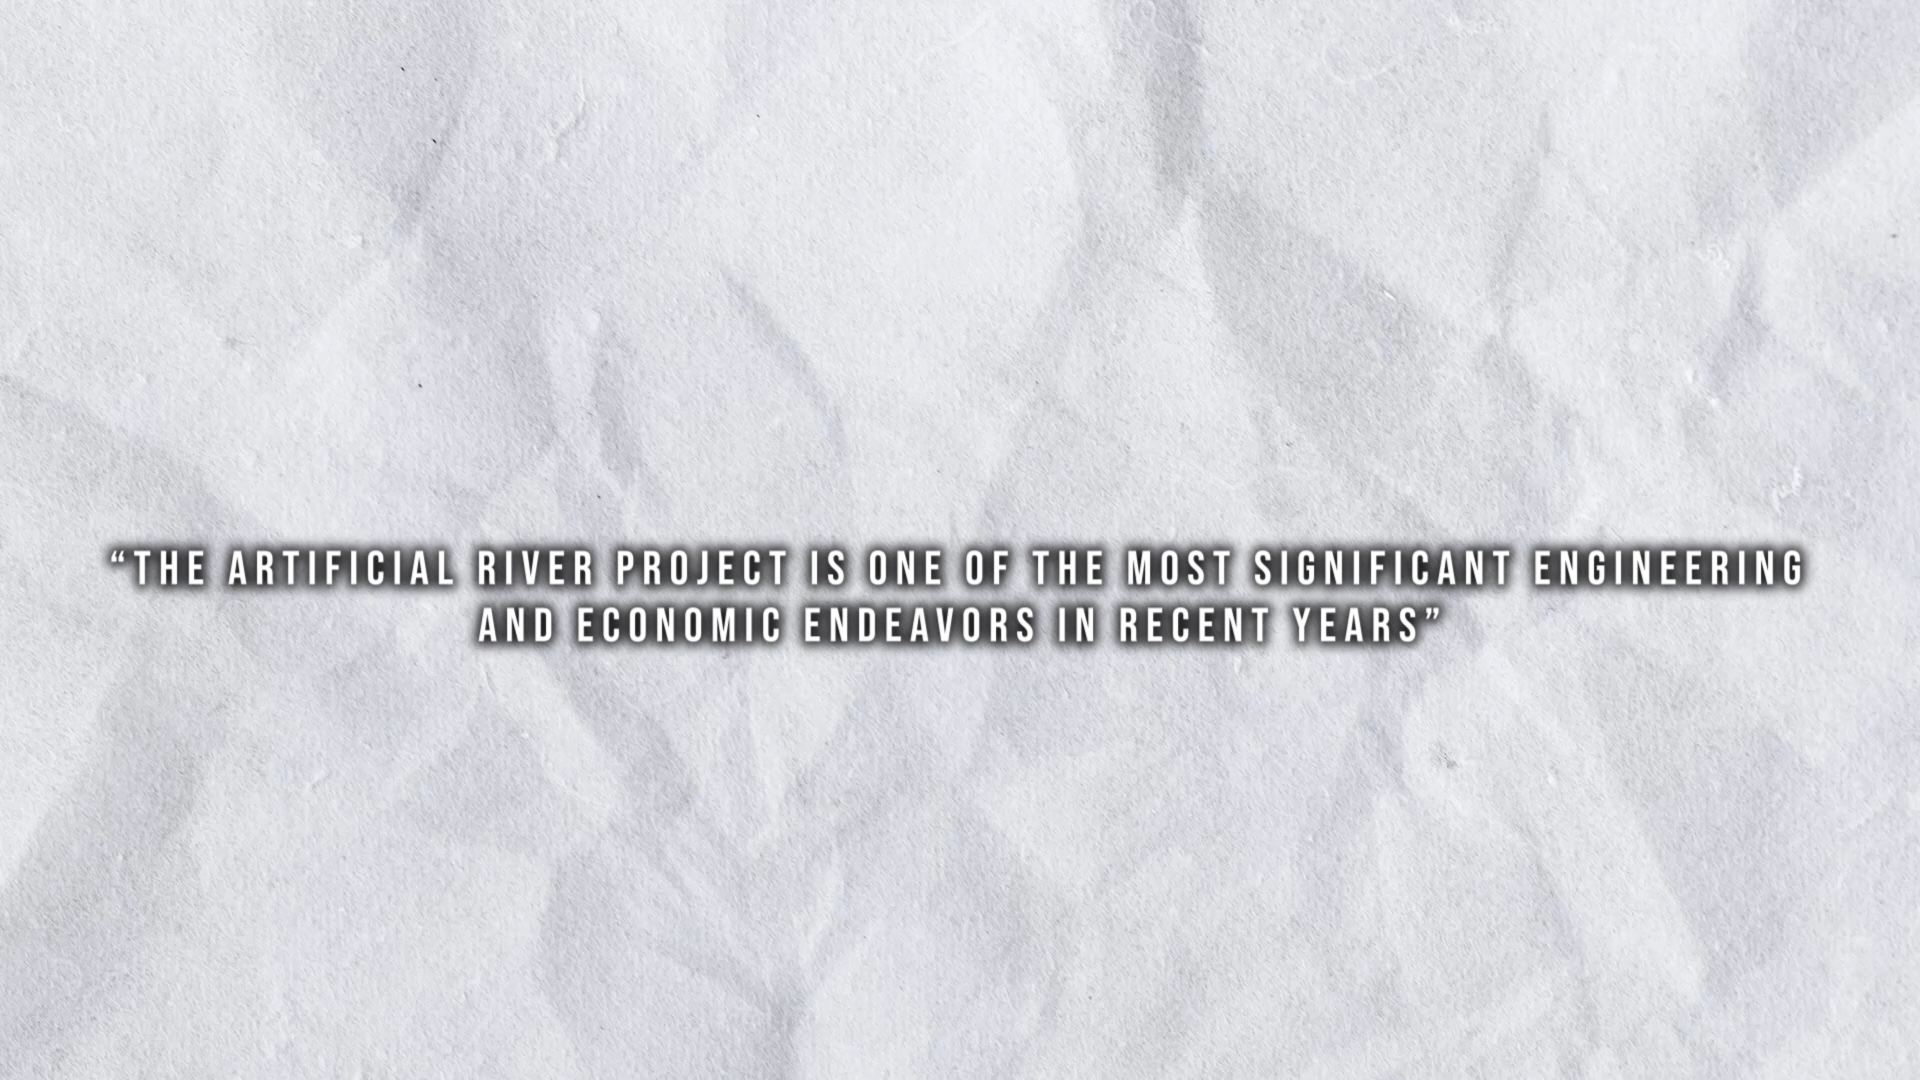 “THE ARTIFICIAL RIVER PROJECT IS ONE OF THE MOST SIGNIFICANT ENGINEERING
AND ECONOMIC ENDEAVORS IN RECENT YEARS”